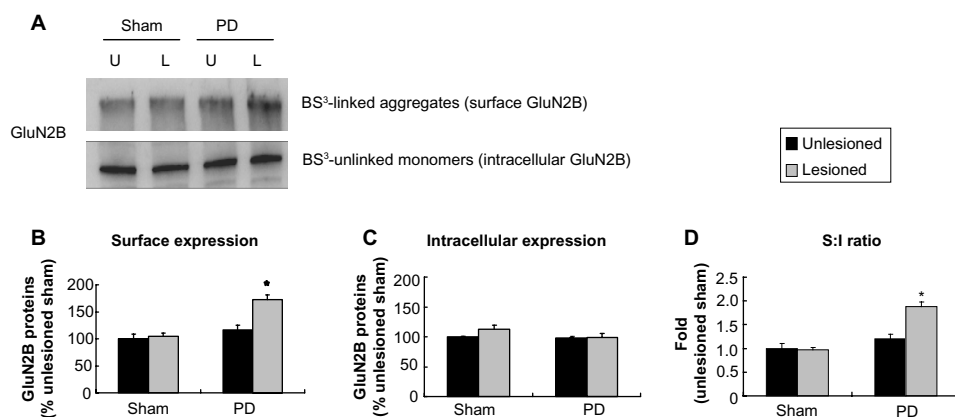 A
Sham PD
U L U L
GluN2B
BS³-linked aggregates (surface GluN2B)
BS³-unlinked monomers (intracellular GluN2B)
Unlesioned
Lesioned
B Surface expression
GluN2B proteins
(% unlesioned sham)
200
150
100
50
0
*
Sham PD
C Intracellular expression
GluN2B proteins
(% unlesioned sham)
200
150
100
50
0
Sham PD
D S:I ratio
Fold
(unlesioned sham)
2.5
2.0
1.5
1.0
0.5
0
*
Sham PD